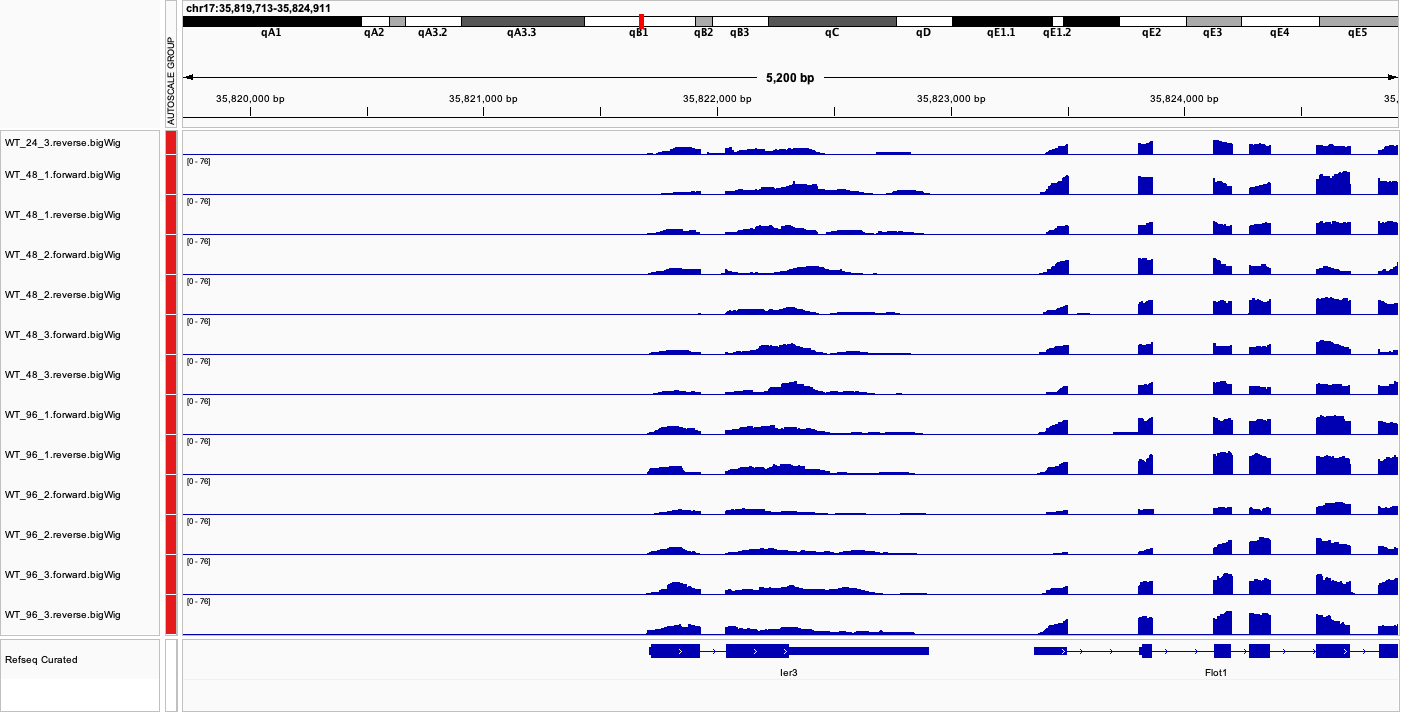 chr17:35,819,713-35,824,911
AUTOSCALE GROUP
qA1 qA2 qA3.2 qA3.3 qB1 qB2 qB3 qC qD qE1.1 qE1.2 qE2 qE3 qE4 qE5
5,200 bp
35,820,000 bp 35,821,000 bp 35,822,000 bp 35,823,000 bp 35,824,000 bp 35,
WT_24_3.reverse.bigWig
[0 - 76]
WT_48_1.forward.bigWig
[0 - 76]
WT_48_1.reverse.bigWig
[0 - 76]
WT_48_2.forward.bigWig
[0 - 76]
WT_48_2.reverse.bigWig
[0 - 76]
WT_48_3.forward.bigWig
[0 - 76]
WT_48_3.reverse.bigWig
[0 - 76]
WT_96_1.forward.bigWig
[0 - 76]
WT_96_1.reverse.bigWig
[0 - 76]
WT_96_2.forward.bigWig
[0 - 76]
WT_96_2.reverse.bigWig
[0 - 76]
WT_96_3.forward.bigWig
[0 - 76]
WT_96_3.reverse.bigWig
Refseq Curated
Ier3 Flot1